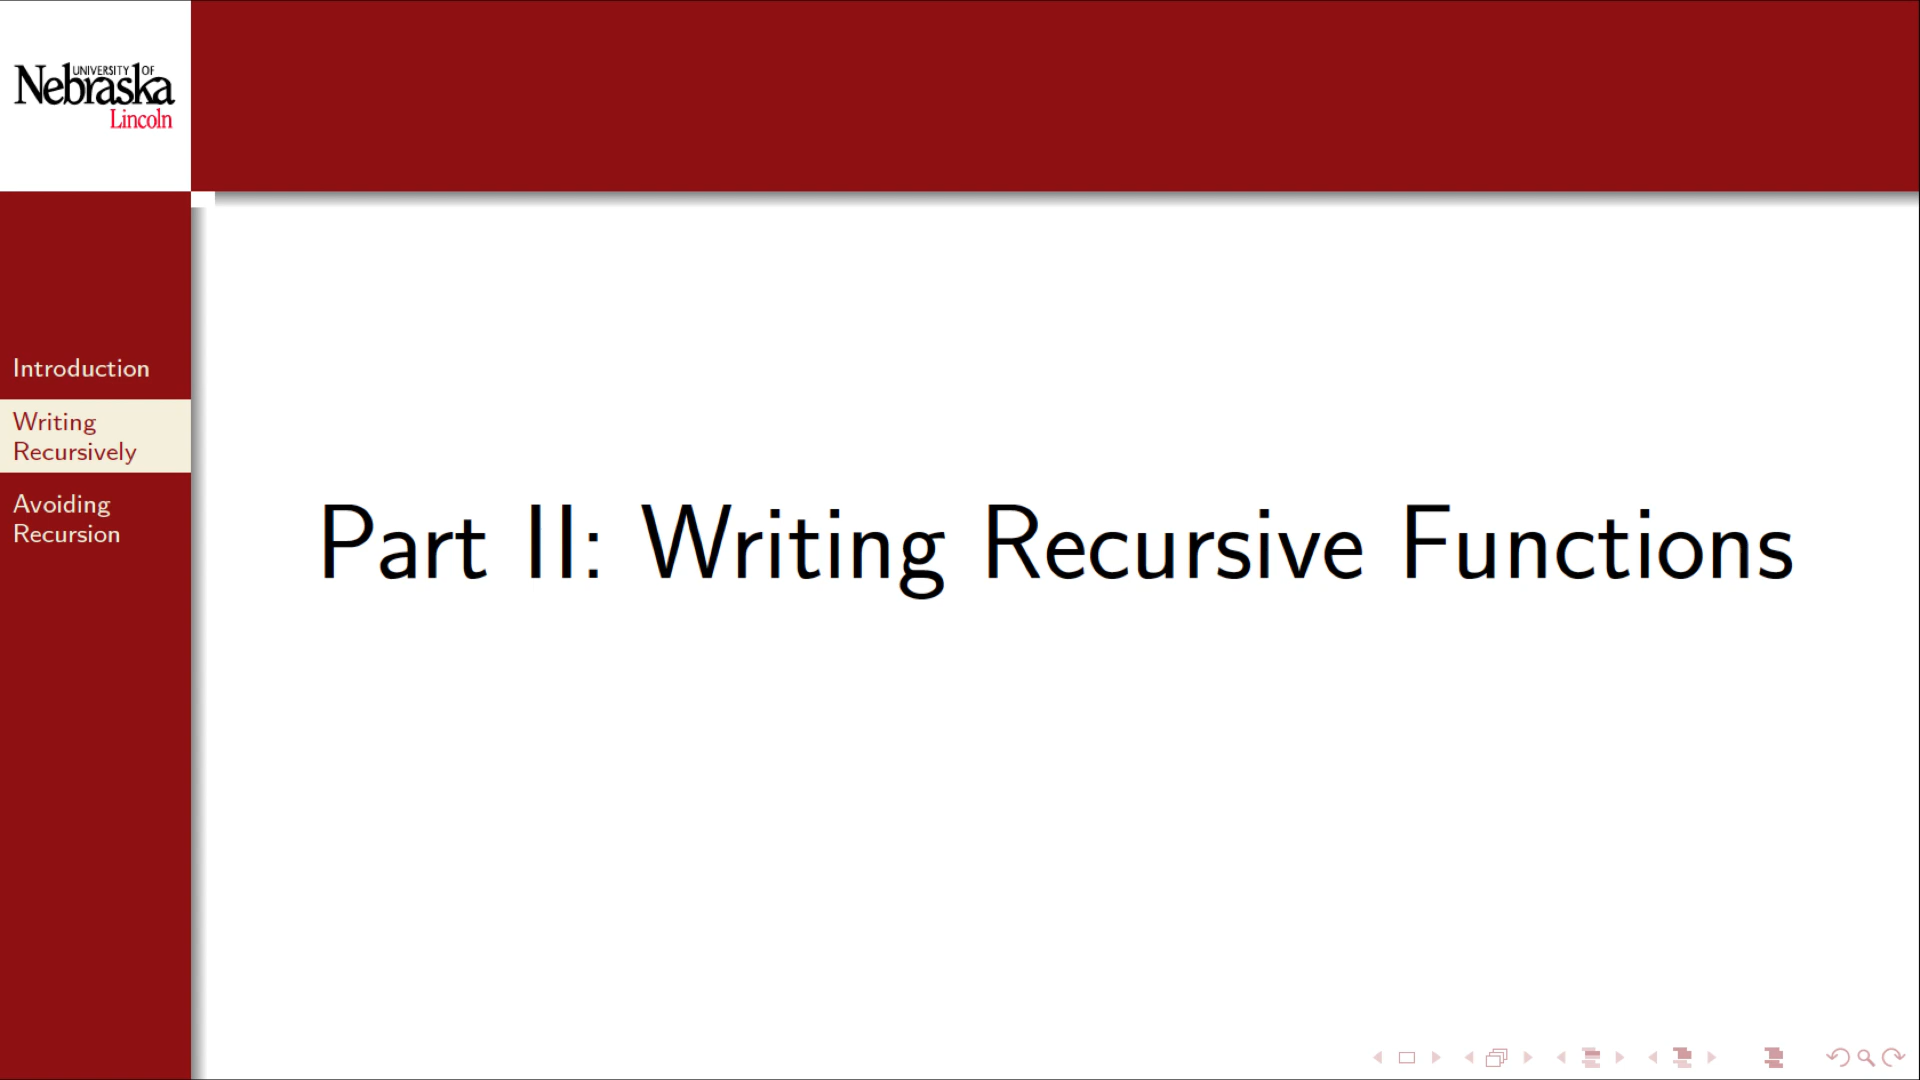 UNIVERSITY OF
Nebraska
Lincoln
Introduction
Writing
Recursively
Avoiding
Recursion
Part II: Writing Recursive Functions